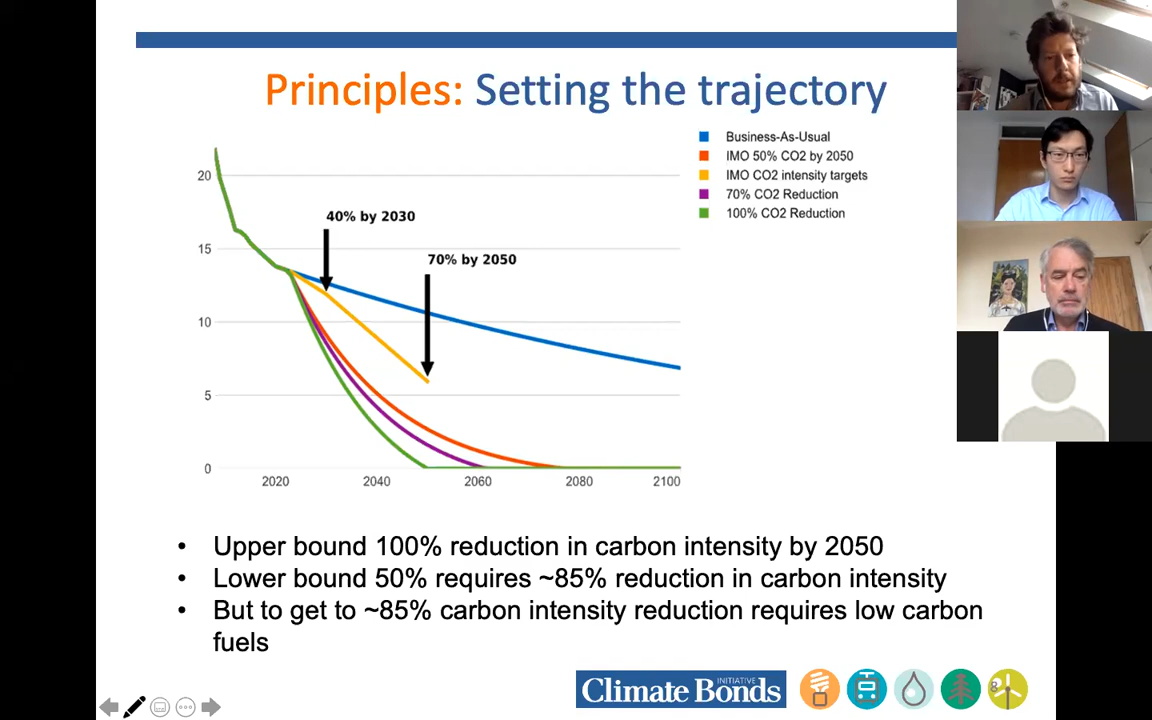 Principles: Setting the trajectory
Business-As-Usual
IMO 50% CO2 by 2050
IMO CO2 intensity targets
70% CO2 Reduction
100% CO2 Reduction
20
15
10
5
0
40% by 2030
70% by 2050
2020
2040
2060
2080
2100
Upper bound 100% reduction in carbon intensity by 2050
Lower bound 50% requires ~85% reduction in carbon intensity
But to get to ~85% carbon intensity reduction requires low carbon
fuels
Climate Bonds INITIATIVE
8